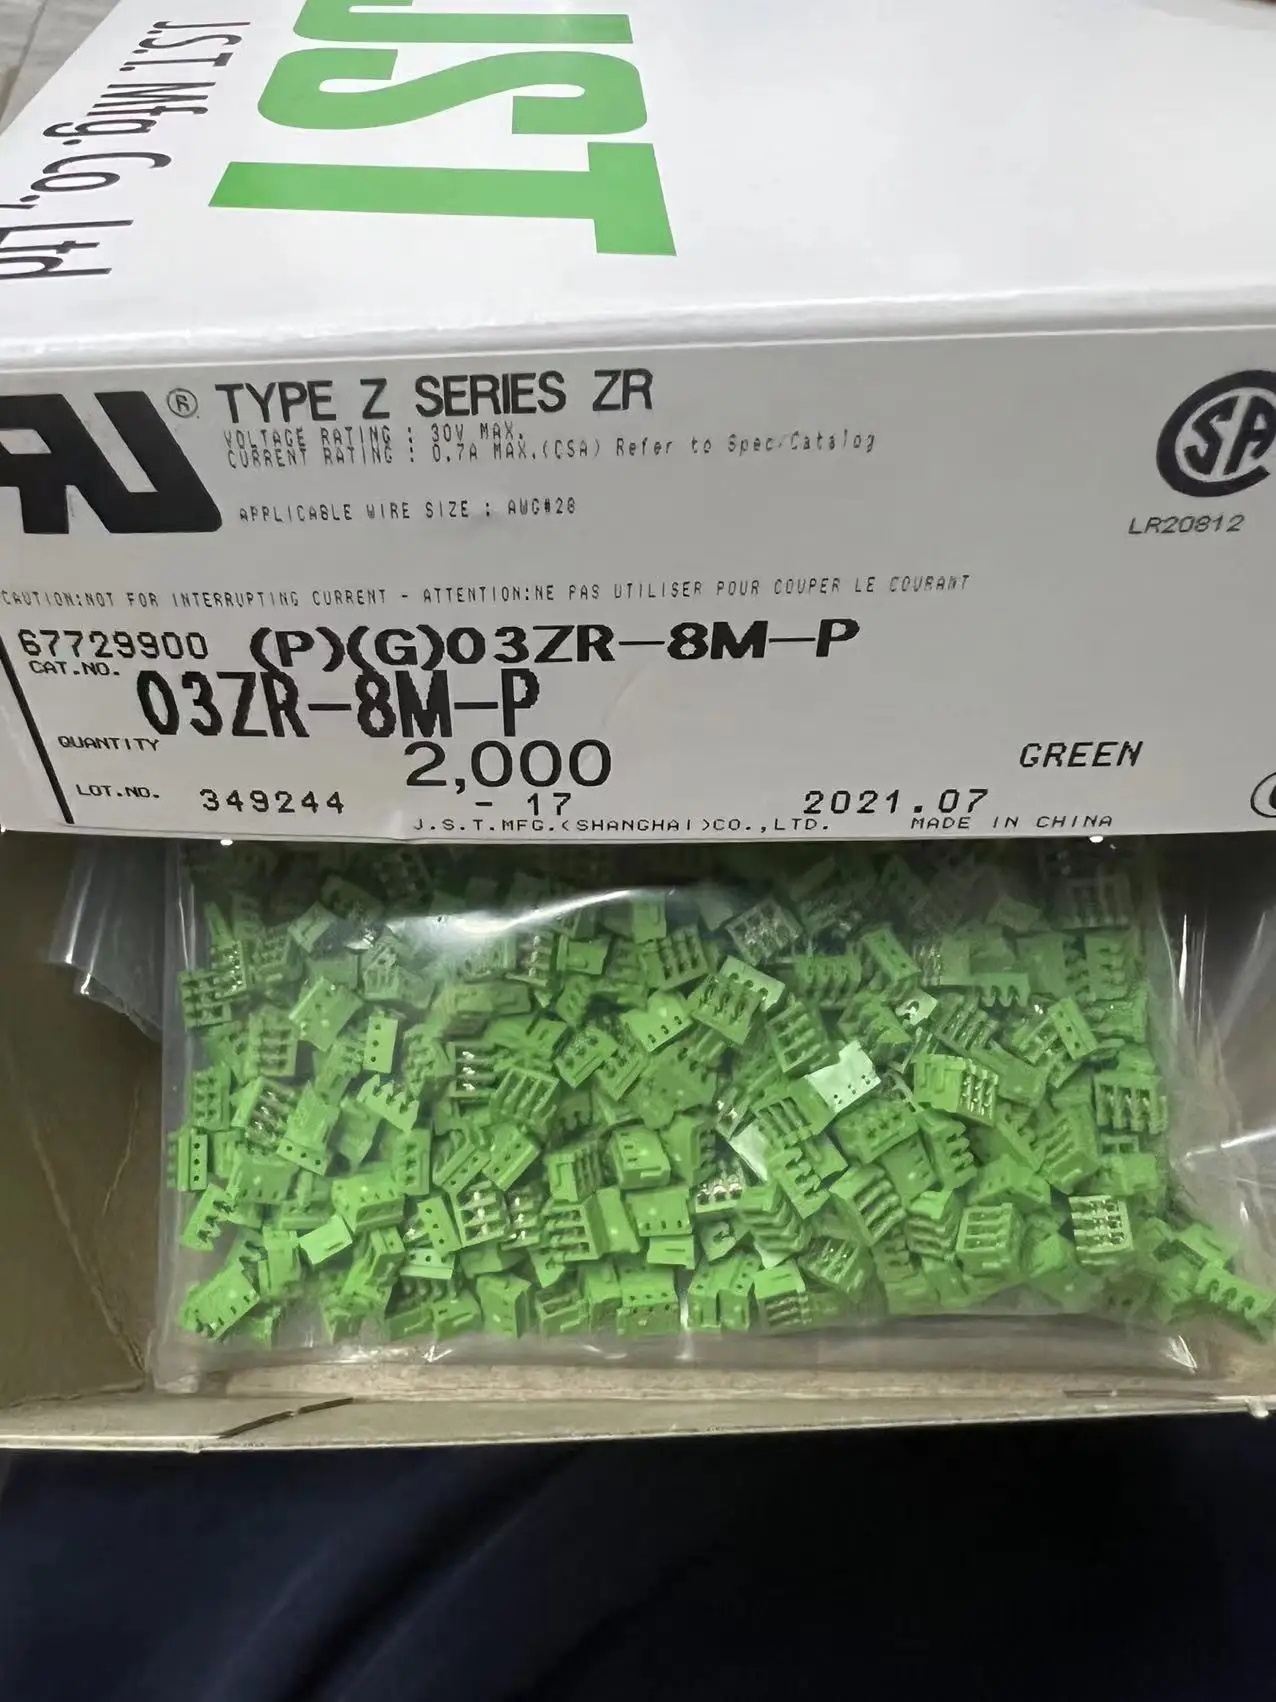 JST
J.S.T. Mfg. Co., Ltd
RU ® TYPE Z SERIES ZR
VOLTAGE RATING : 30V MAX.
CURRENT RATING : 0.7A MAX.(CSA) Refer to Spec/Catalog
APPLICABLE WIRE SIZE : AWG#28
SA
LR20812
CAUTION:NOT FOR INTERRUPTING CURRENT - ATTENTION:NE PAS UTILISER POUR COUPER LE COURANT
67729900 (P)(G)03ZR-8M-P
CAT.NO. 03ZR-8M-P
QUANTITY 2,000 GREEN
LOT.NO. 349244 - 17 2021.07
J.S.T.MFG.(SHANGHAI)CO.,LTD. MADE IN CHINA